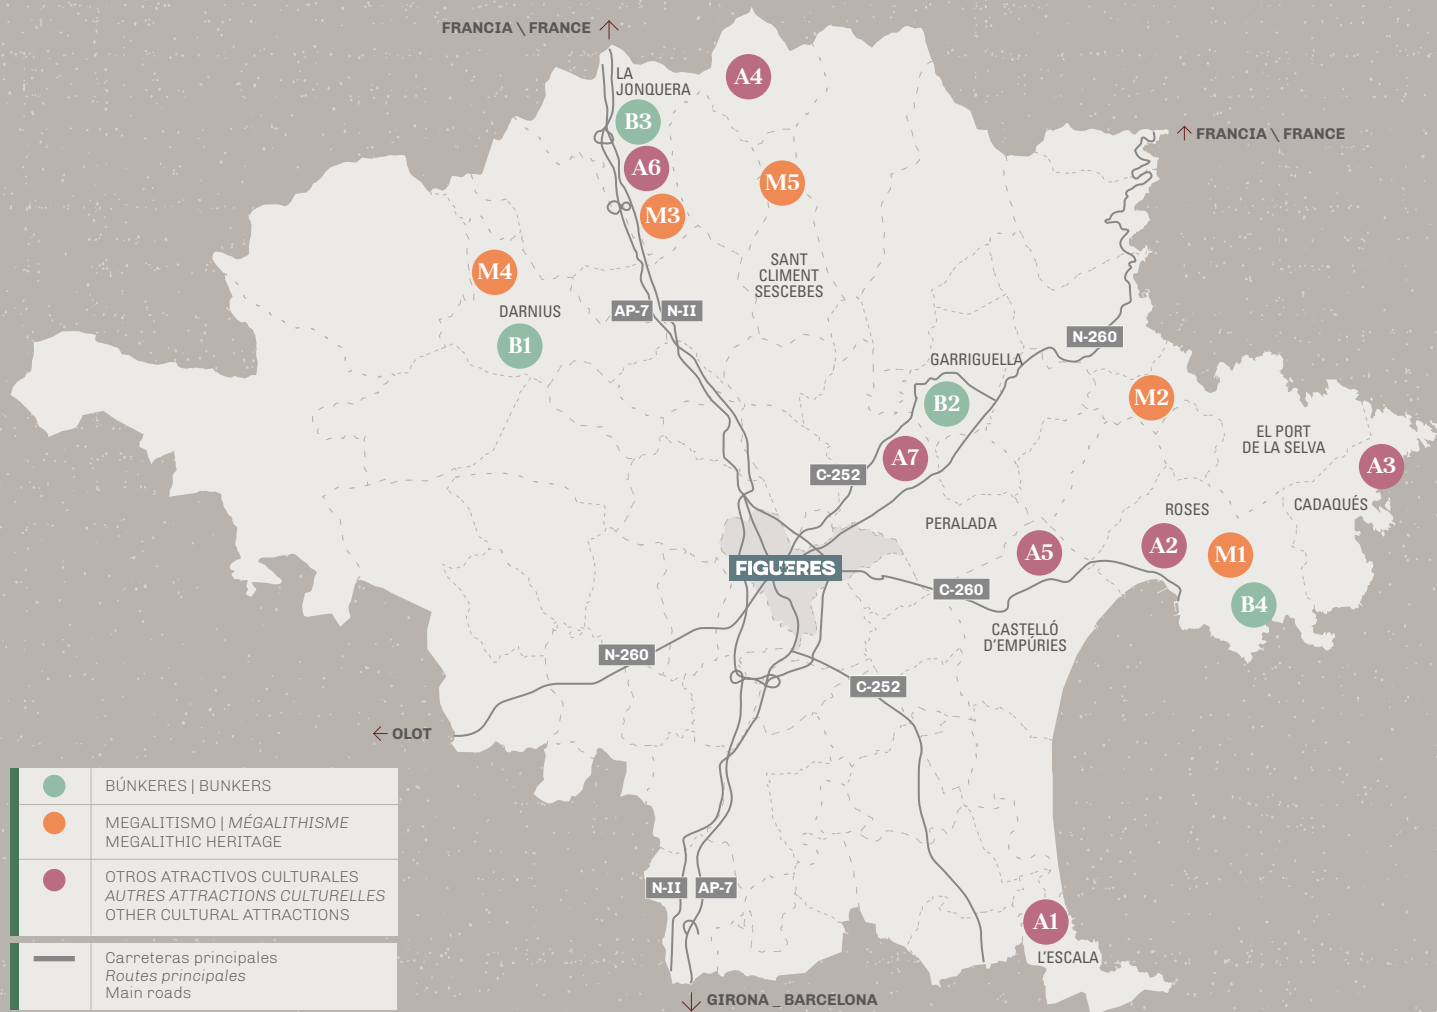 FRANCIA \ FRANCE
A4
LA
JONQUERA
B3
FRANCIA \ FRANCE
A6
M5
M3
SANT
CLIMENT
SESCEBES
M4
DARNIUS
AP-7
N-II
B1
N-260
GARRIGUELLA
B2
M2
EL PORT
DE LA SELVA
A7
A3
C-252
CADAQUÉS
ROSES
PERALADA
A5
A2
M1
FIGUERES
C-260
B4
CASTELLÓ
D'EMPÚRIES
N-260
C-252
OLOT
BÚNKERES | BUNKERS
MEGALITISMO | MÉGALITHISME
MEGALITHIC HERITAGE
OTROS ATRACTIVOS CULTURALES
AUTRES ATTRACTIONS CULTURELLES
OTHER CULTURAL ATTRACTIONS
Carreteras principales
Routes principales
Main roads
N-II
AP-7
A1
L'ESCALA
GIRONA _ BARCELONA